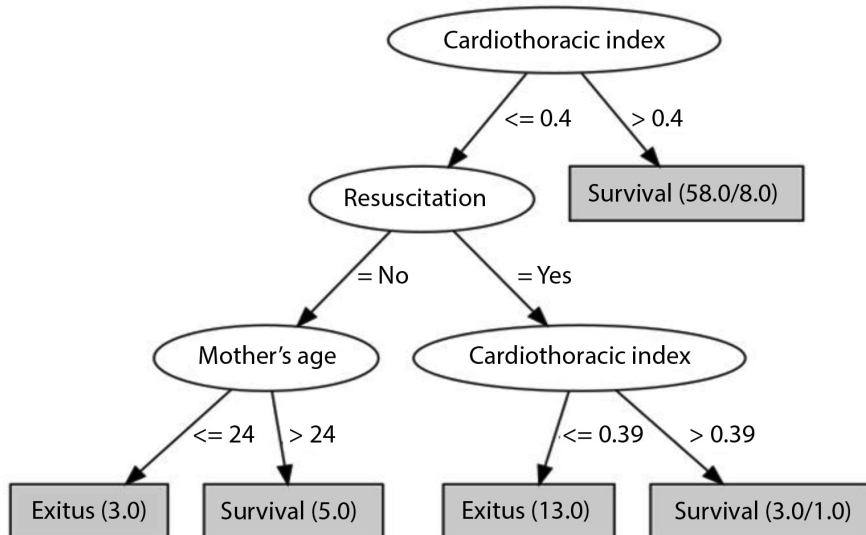 Cardiothoracic index
<= 0.4
> 0.4
Resuscitation
Survival (58.0/8.0)
= No
= Yes
Mother’s age
Cardiothoracic index
<= 24
> 24
<= 0.39
> 0.39
Exitus (3.0)
Survival (5.0)
Exitus (13.0)
Survival (3.0/1.0)